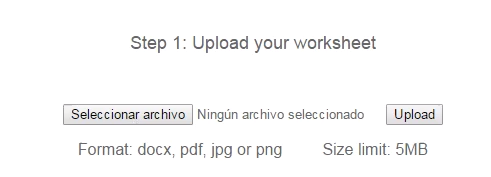 Step 1: Upload your worksheet
Seleccionar archivo Ningún archivo seleccionado Upload
Format: docx, pdf, jpg or png Size limit: 5MB